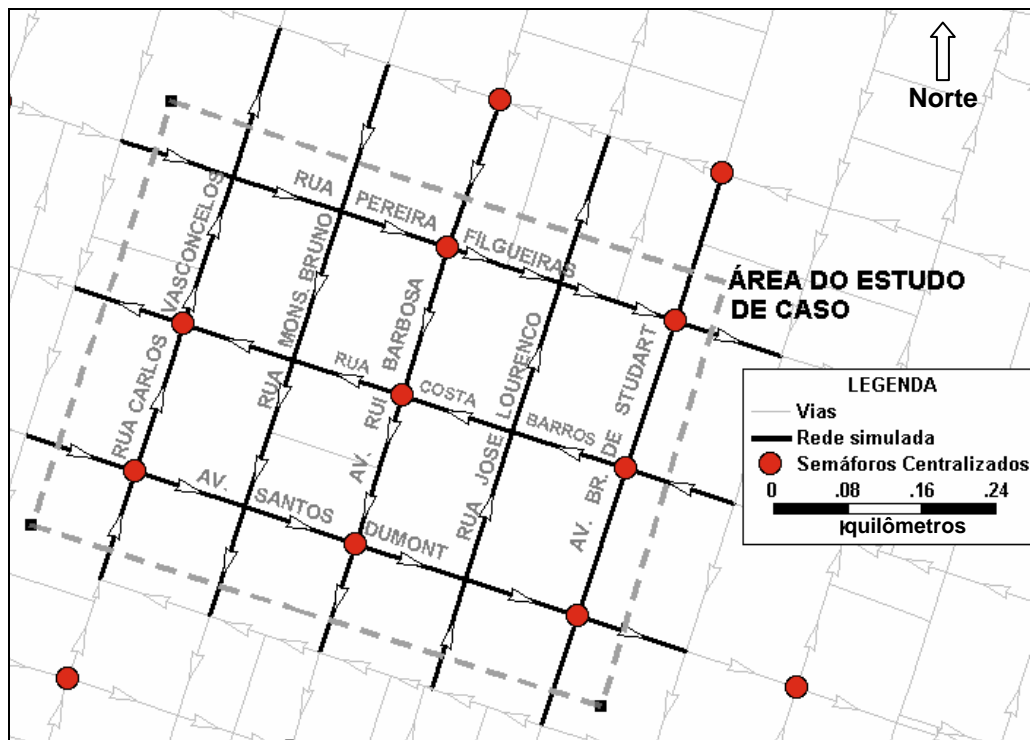 Norte
RUA PEREIRA FILGUEIRAS
ÁREA DO ESTUDO
DE CASO
RUA CARLOS VASCONCELOS
RUA MONS. BRUNO
AV. RUI BARBOSA
RUA JOSE LOURENCO
AV. BR. DE STUDART
RUA COSTA BARROS
AV. SANTOS DUMONT
LEGENDA
Vias
Rede simulada
Semáforos Centralizados
0 .08 .16 .24
quilômetros